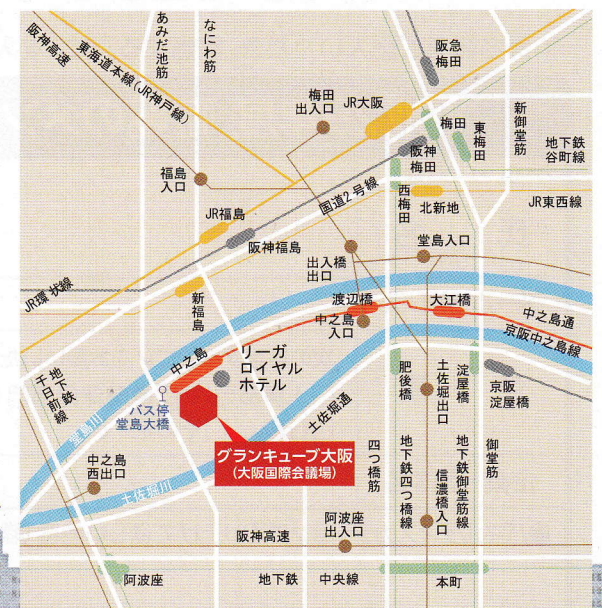 あみだ池筋
なにわ筋
阪神高速
東海道本線(JR神戸線)
阪急
梅田
梅田
出入口
JR大阪
新御堂筋
梅田
東梅田
地下鉄
谷町線
阪神
梅田
福島
入口
国道2号線
西梅田
北新地
JR東西線
JR福島
阪神福島
堂島入口
出入橋
出口
JR環状線
新福島
渡辺橋
大江橋
中之島
入口
中之島通
京阪中之島線
中之島
リーガ
ロイヤル
ホテル
地下鉄
千日前線
バス停
堂島大橋
堂島川
土佐堀通
肥後橋
土佐堀出口
淀屋橋
京阪
淀屋橋
グランキューブ大阪
(大阪国際会議場)
四つ橋筋
地下鉄四つ橋線
信濃橋入口
地下鉄御堂筋線
御堂筋
中之島
西出口
土佐堀川
阪神高速
阿波座
出入口
阿波座
地下鉄
中央線
本町